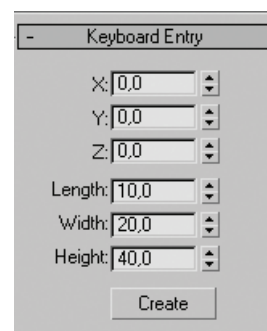 - Keyboard Entry
X: 0,0
Y: 0,0
Z: 0,0
Length: 10,0
Width: 20,0
Height: 40,0
Create